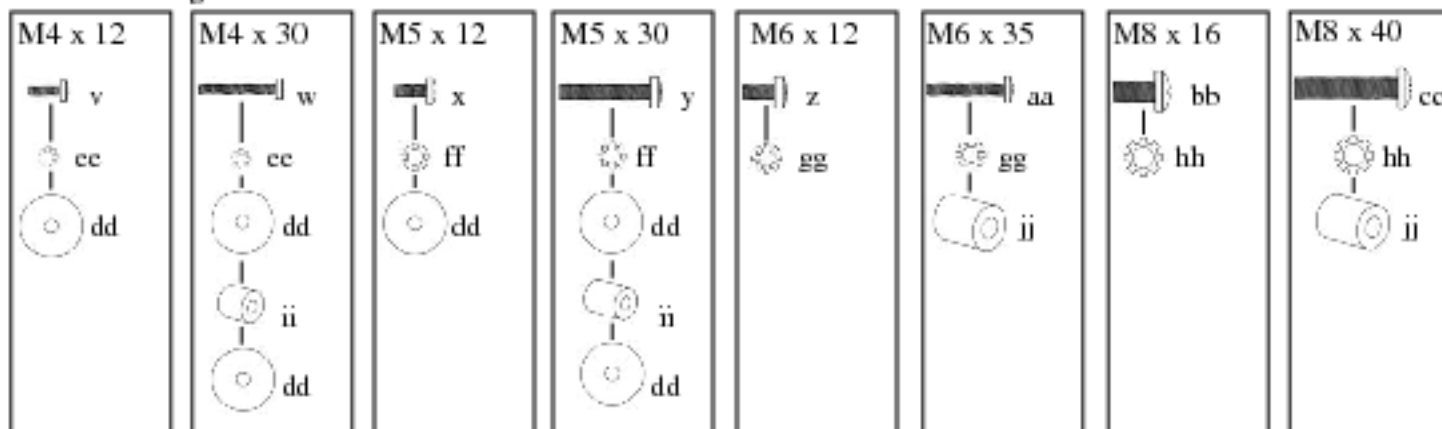 M4 x 12 M4 x 30 M5 x 12 M5 x 30 M6 x 12 M6 x 35 M8 x 16 M8 x 40
v w x y z aa bb cc
ee ee ff ff gg gg hh hh
dd dd dd dd jj jj
ii ii
dd dd